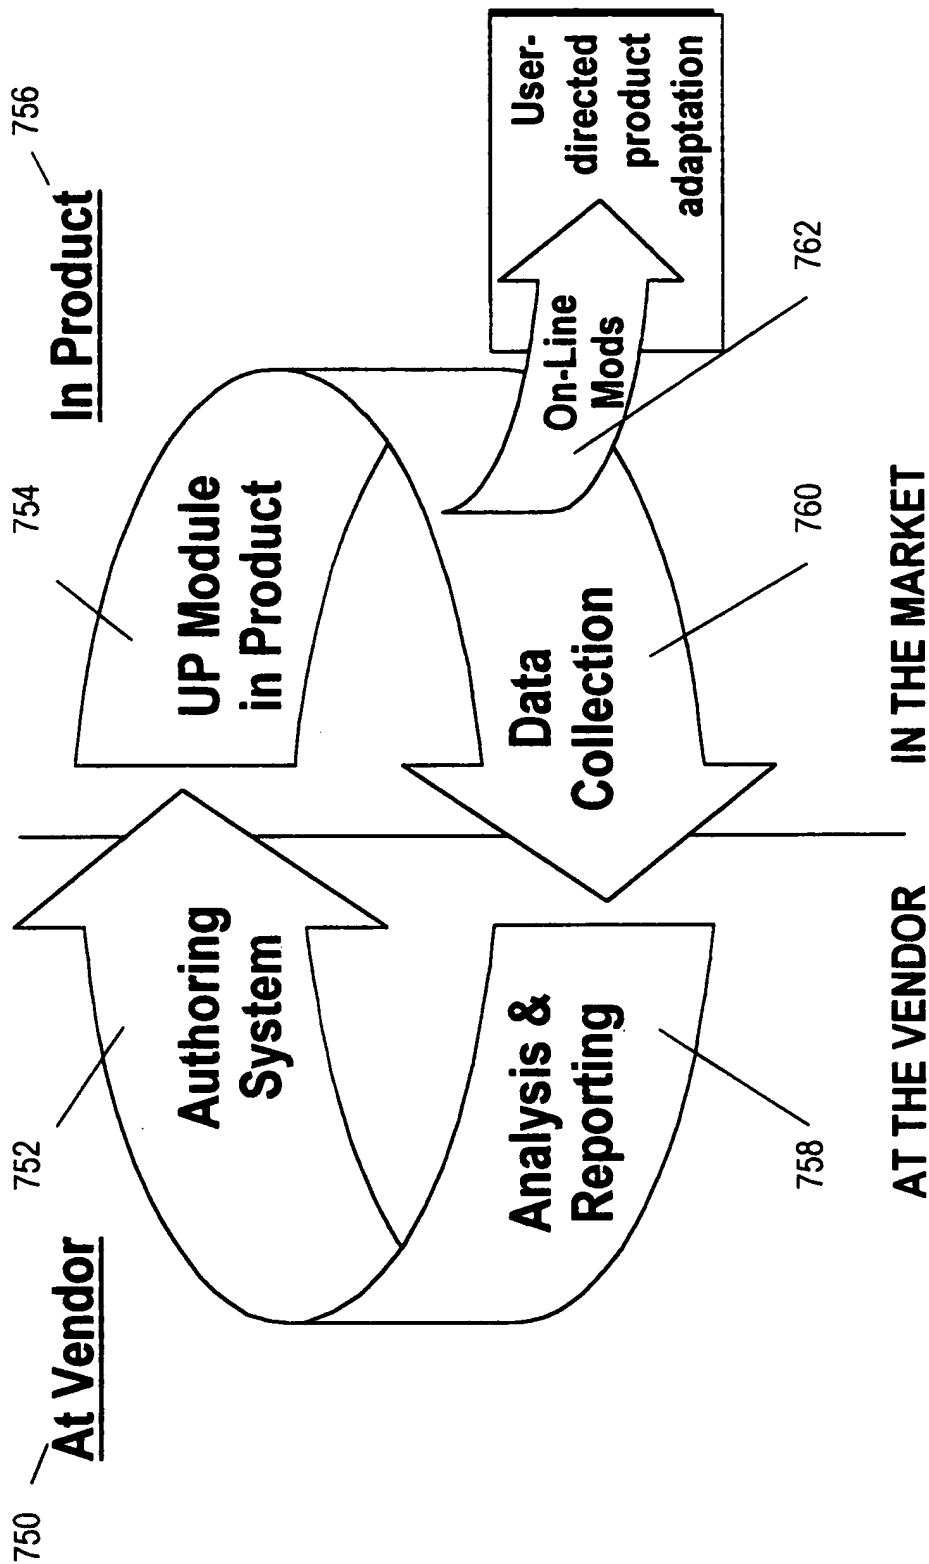 750
At Vendor
752
754
In Product
756
Authoring
System
UP Module
in Product
Analysis &
Reporting
Data
Collection
On-Line
Mods
User-
directed
product
adaptation
758
760
762
AT THE VENDOR
IN THE MARKET